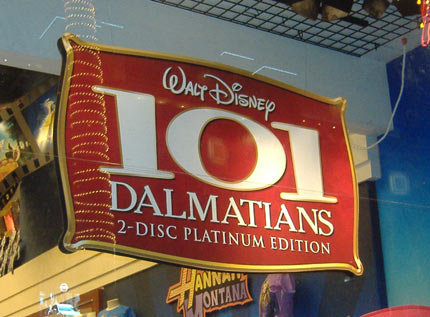 WALT DISNEY
101
DALMATIANS
2-DISC PLATINUM EDITION
HANNAH
MONTANA